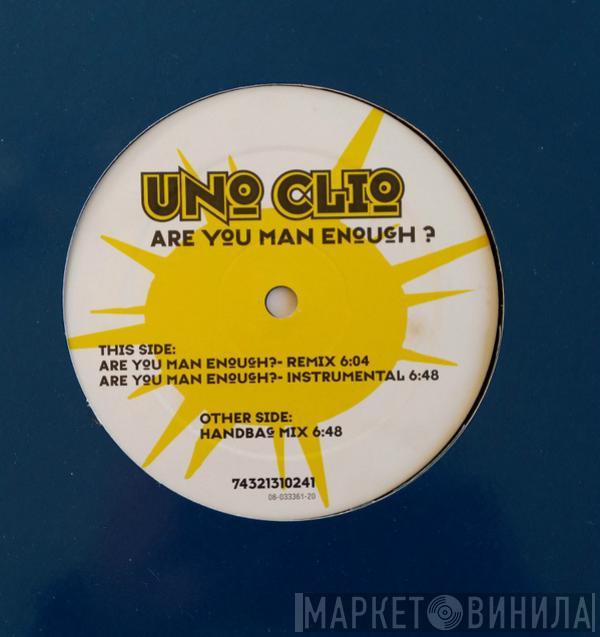 UNO CLIO
ARE YOU MAN ENOUGH ?
THIS SIDE:
ARE YOU MAN ENOUGH?- REMIX 6:04
ARE YOU MAN ENOUGH?- INSTRUMENTAL 6:48
OTHER SIDE:
HANDBAG MIX 6:48
74321310241
08-033361-20
МАРКЕТ ВИНИЛА